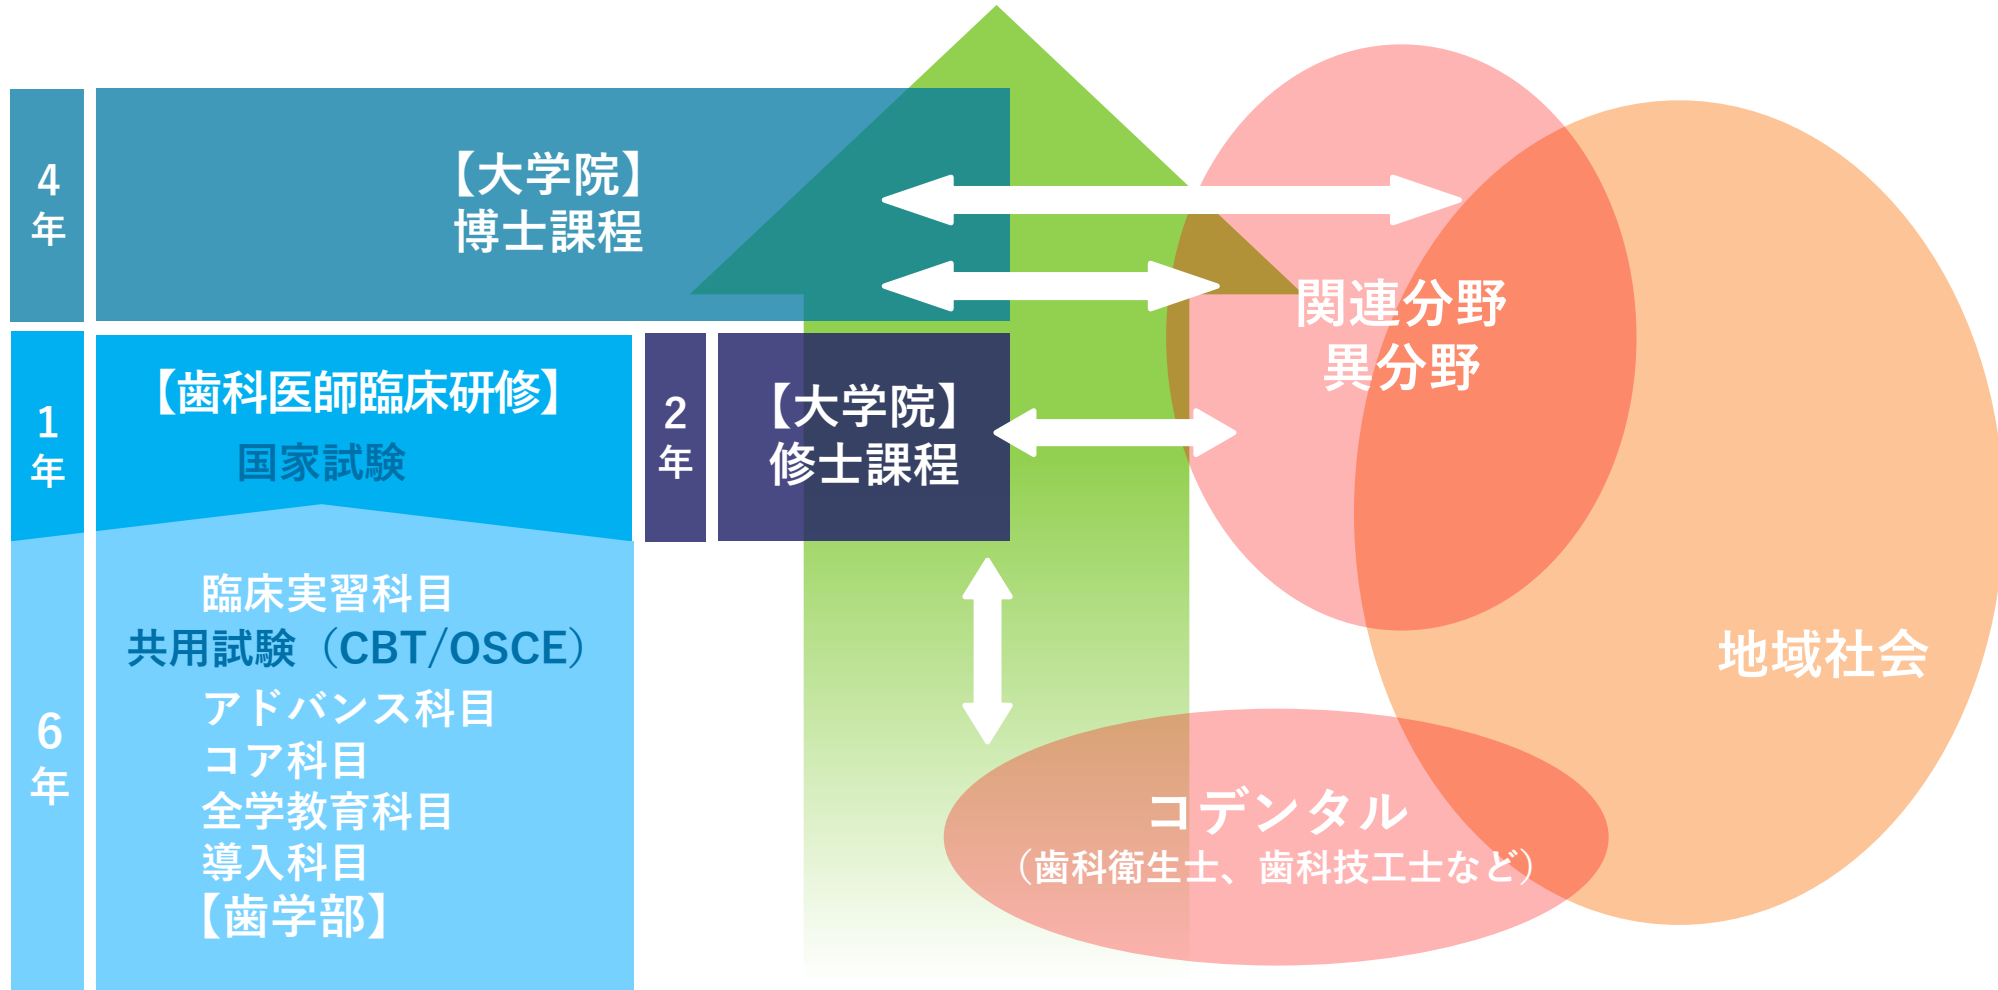 4
年
【大学院】
博士課程
1
年
【歯科医師臨床研修】
国家試験
2
年
【大学院】
修士課程
6
年
臨床実習科目
共用試験（CBT/OSCE）
アドバンス科目
コア科目
全学教育科目
導入科目
【歯学部】
関連分野
異分野
地域社会
コデンタル
（歯科衛生士、歯科技工士など）